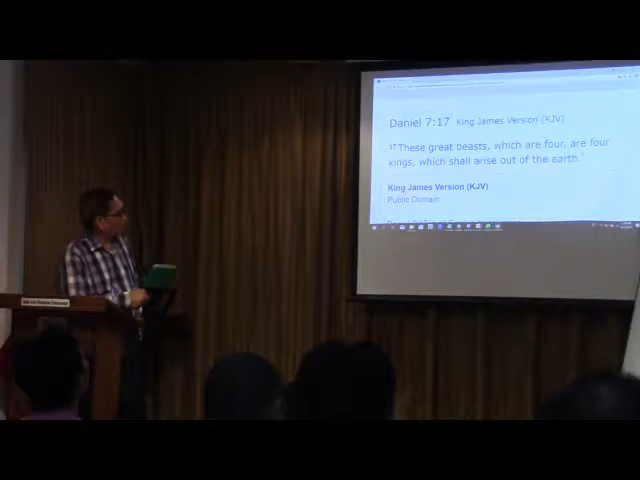 Daniel 7:17 King James Version (KJV)
17 These great beasts, which are four, are four
kings, which shall arise out of the earth.
King James Version (KJV)
Public Domain